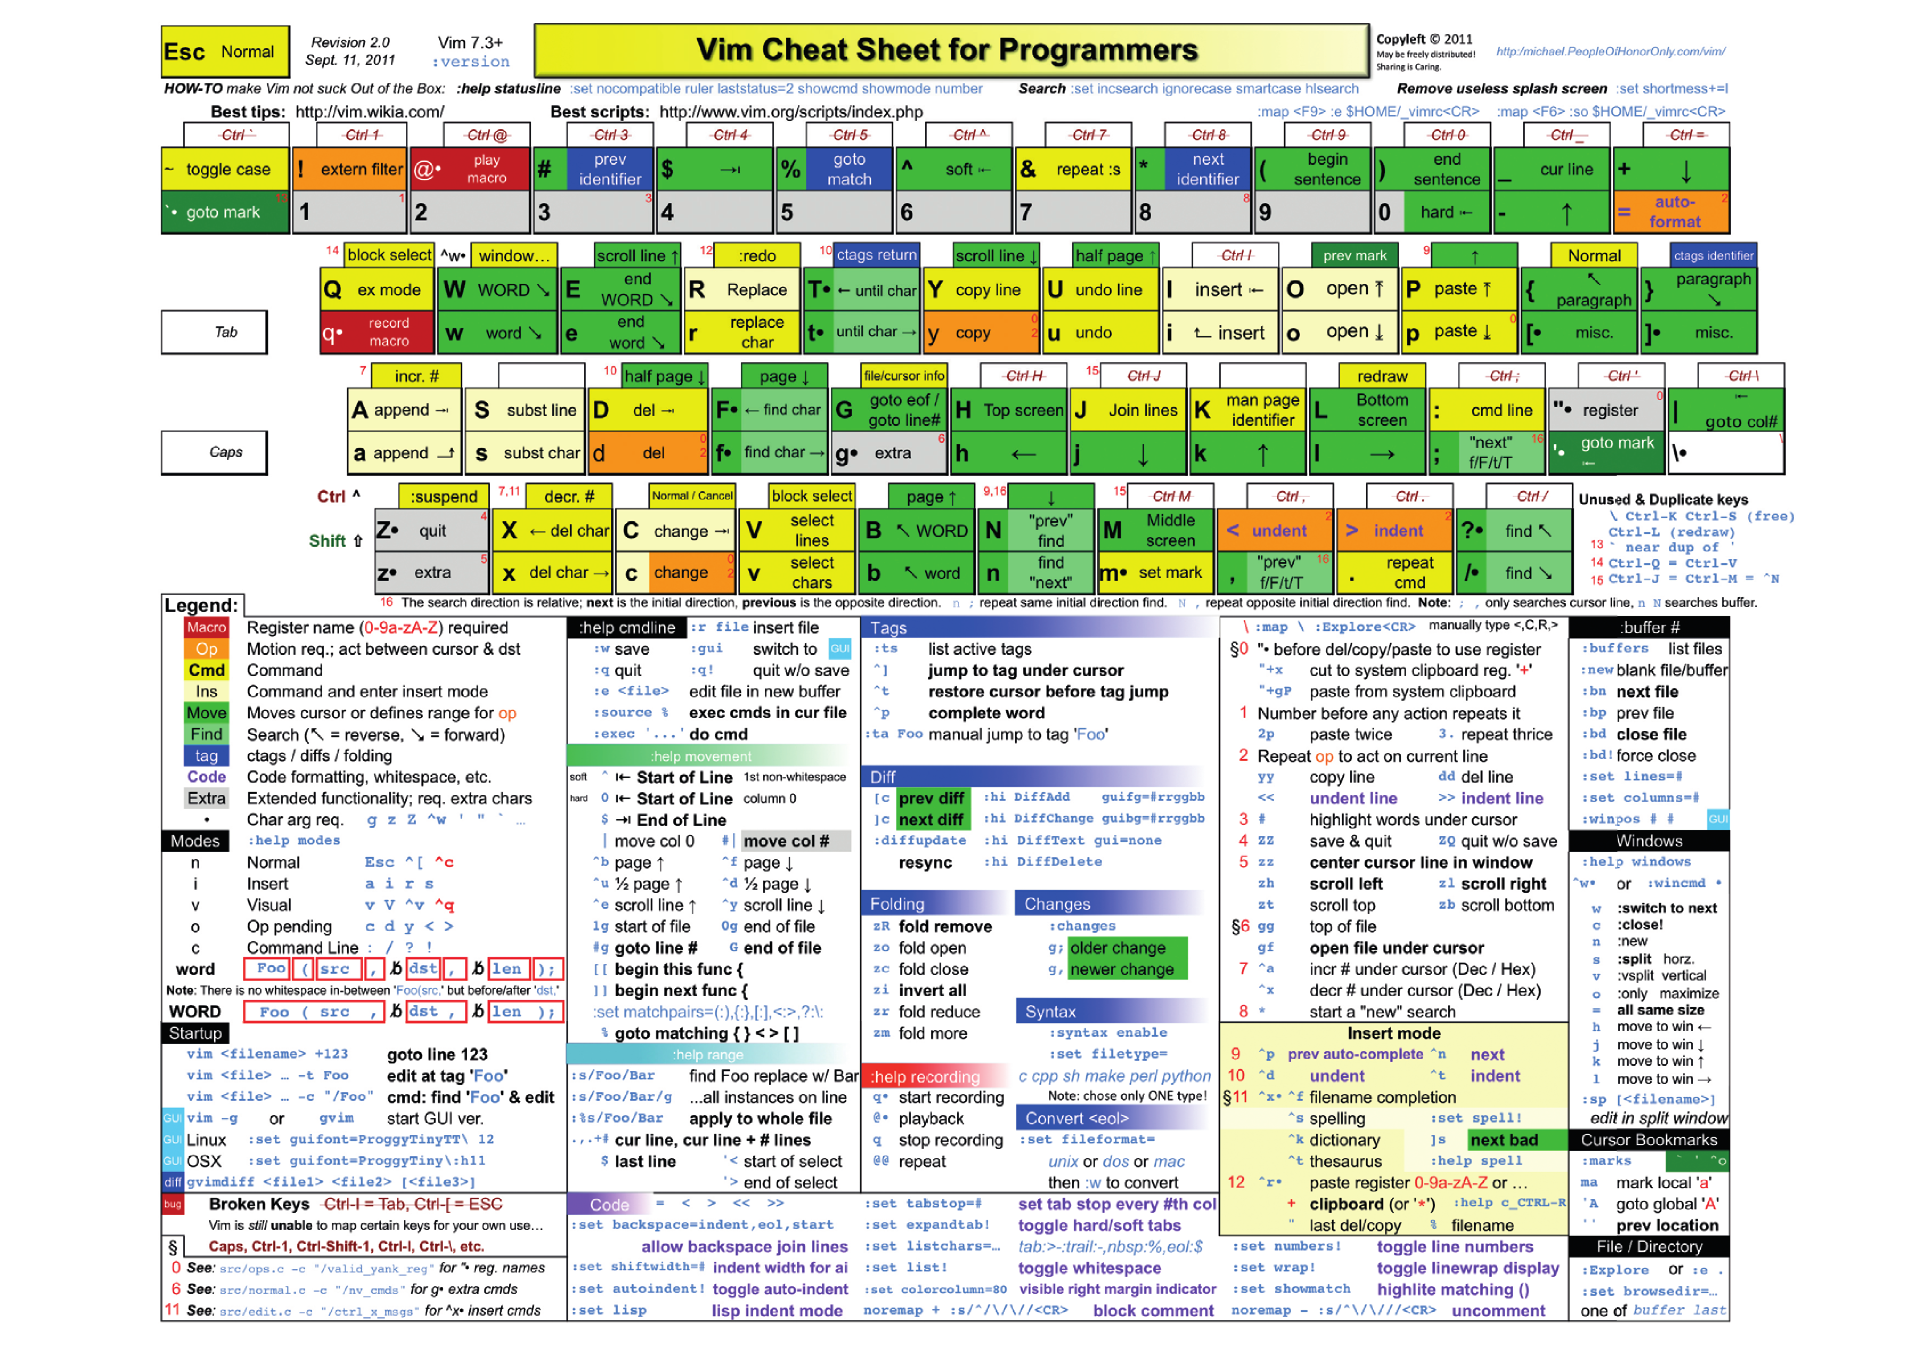 Esc Normal
Revision 2.0
Sept. 11, 2011
Vim 7.3+
:version
Vim Cheat Sheet for Programmers
Copyleft © 2011
May be freely distributed!
Sharing is Caring.
http:/michael.PeopleOfHonorOnly.com/vim/
HOW-TO make Vim not suck Out of the Box: :help statusline :set nocompatible ruler laststatus=2 showcmd showmode number Search :set incsearch ignorecase smartcase hlsearch Remove useless splash screen :set shortmess+=I
Best tips: http://vim.wikia.com/ Best scripts: http://www.vim.org/scripts/index.php :map <F9> :e $HOME/_vimrc<CR> :map <F6> :so $HOME/_vimrc<CR>
Ctrl ` Ctrl 1 Ctrl @ Ctrl 3 Ctrl 4 Ctrl 5 Ctrl ^ Ctrl 7 Ctrl 8 Ctrl 9 Ctrl 0 Ctrl _ Ctrl =
~ toggle case ! extern filter @• play macro # prev identifier $ →| % goto match ^ soft |← & repeat :s * next identifier ( begin sentence ) end sentence _ cur line + ↓
`• goto mark 13 1 1 2 3 3 4 5 6 7 8 8 9 0 hard |← - ↑ = auto-format 2
14 block select ^w• window... scroll line ↑ 12 :redo 10 ctags return scroll line ↓ half page ↑ Ctrl I prev mark 9 ↑ Normal ctags identifier
Q ex mode W WORD ↘ E end WORD ↘ R Replace T• ← until char Y copy line U undo line I insert |← O open ↑ P paste ↑ { ↖ paragraph } paragraph ↘
Tab q• record macro w word ↘ e end word ↘ r replace char t• until char → y copy 0 2 u undo i insert o open ↓ p paste ↓ 0 [• misc. ]• misc.
7 incr. # 10 half page ↓ page ↓ file/cursor info Ctrl H 15 Ctrl J redraw Ctrl ; Ctrl ' Ctrl \
A append →| S subst line D del →| F• ← find char G goto eof / goto line# H Top screen J Join lines K man page identifier L Bottom screen : cmd line "• register 0 | |← goto col#
Caps a append s subst char d del 0 2 f• find char → g• extra 6 h ← j ↓ k ↑ l → ; "next" f/F/t/T 16 '• goto mark |← \•
Ctrl ^ :suspend 7,11 decr. # Normal / Cancel block select page ↑ 9,16 ↓ 15 Ctrl M Ctrl , Ctrl . Ctrl /
Shift ⇧ Z• quit 4 X ← del char C change →| V select lines B ↖ WORD N "prev" find M Middle screen < undent 2 > indent 2 ?• find ↖
z• extra 5 x del char → c change 0 2 v select chars b ↖ word n find "next" m• set mark , "prev" f/F/t/T 16 . repeat cmd /• find ↘
Unused & Duplicate keys
\ Ctrl-K Ctrl-S (free)
Ctrl-L (redraw)
13 ` near dup of '
14 Ctrl-Q = Ctrl-V
15 Ctrl-J = Ctrl-M = ^N
16 The search direction is relative; next is the initial direction, previous is the opposite direction. n ; repeat same initial direction find. N , repeat opposite initial direction find. Note: ; , only searches cursor line, n N searches buffer.
Legend:
Macro Register name (0-9a-zA-Z) required
Op Motion req.; act between cursor & dst
Cmd Command
Ins Command and enter insert mode
Move Moves cursor or defines range for op
Find Search (↖ = reverse, ↘ = forward)
tag ctags / diffs / folding
Code Code formatting, whitespace, etc.
Extra Extended functionality; req. extra chars
• Char arg req. g z Z ^w ' " ` ...
Modes :help modes
n Normal Esc ^[ ^c
i Insert a i r s
v Visual v V ^v ^q
o Op pending c d y < >
c Command Line : / ? !
word Foo ( src , ␢ dst , ␢ len );
Note: There is no whitespace in-between 'Foo(src,' but before/after 'dst,'
WORD Foo ( src , ␢ dst , ␢ len );
Startup
vim <filename> +123 goto line 123
vim <file> … -t Foo edit at tag 'Foo'
vim <file> … -c "/Foo" cmd: find 'Foo' & edit
GUI vim -g or gvim start GUI ver.
GUI Linux :set guifont=ProggyTinyTT\ 12
GUI OSX :set guifont=ProggyTiny\:h11
diff gvimdiff <file1> <file2> [<file3>]
bug Broken Keys Ctrl-I = Tab, Ctrl-[ = ESC
Vim is still unable to map certain keys for your own use…
§ Caps, Ctrl-1, Ctrl-Shift-1, Ctrl-I, Ctrl-\, etc.
0 See: src/ops.c -c "/valid_yank_reg" for "• reg. names
6 See: src/normal.c -c "/nv_cmds" for g• extra cmds
11 See: src/edit.c -c "/ctrl_x_msgs" for ^x• insert cmds
:help cmdline :r file insert file
:w save :gui switch to GUI
:q quit :q! quit w/o save
:e <file> edit file in new buffer
:source % exec cmds in cur file
:exec '...' do cmd
:help movement
soft ^ |← Start of Line 1st non-whitespace
hard 0 |← Start of Line column 0
$ →| End of Line
| move col 0 #| move col #
^b page ↑ ^f page ↓
^u ½ page ↑ ^d ½ page ↓
^e scroll line ↑ ^y scroll line ↓
1g start of file 0g end of file
#g goto line # G end of file
[[ begin this func {
]] begin next func {
:set matchpairs=(:),{:},[:],<:>,?:\:
% goto matching { } < > [ ]
:help range
:s/Foo/Bar find Foo replace w/ Bar
:s/Foo/Bar/g ...all instances on line
:%s/Foo/Bar apply to whole file
.,.+# cur line, cur line + # lines
$ last line '< start of select
'> end of select
Code = < > << >>
:set backspace=indent,eol,start
allow backspace join lines
:set shiftwidth=# indent width for ai
:set autoindent! toggle auto-indent
:set lisp lisp indent mode
Tags
:ts list active tags
^] jump to tag under cursor
^t restore cursor before tag jump
^p complete word
:ta Foo manual jump to tag 'Foo'
Diff
[c prev diff :hi DiffAdd guifg=#rrggbb
]c next diff :hi DiffChange guibg=#rrggbb
:diffupdate :hi DiffText gui=none
resync :hi DiffDelete
Folding
zR fold remove
zo fold open
zc fold close
zi invert all
zr fold reduce
zm fold more
Changes
:changes
g; older change
g, newer change
Syntax
:syntax enable
:set filetype=
c cpp sh make perl python
Note: chose only ONE type!
:help recording
q• start recording
@• playback
q stop recording
@@ repeat
Convert <eol>
:set fileformat=
unix or dos or mac
then :w to convert
:set tabstop=# set tab stop every #th col
:set expandtab! toggle hard/soft tabs
:set listchars=… tab:>-:trail:-,nbsp:%,eol:$
:set list! toggle whitespace
:set colorcolumn=80 visible right margin indicator
noremap + :s/^/\/\//<CR> block comment
\ :map \ :Explore<CR> manually type <,C,R,>
§0 "• before del/copy/paste to use register
"+x cut to system clipboard reg. '+'
"+gP paste from system clipboard
1 Number before any action repeats it
2p paste twice 3. repeat thrice
2 Repeat op to act on current line
yy copy line dd del line
<< undent line >> indent line
3 # highlight words under cursor
4 ZZ save & quit ZQ quit w/o save
5 zz center cursor line in window
zh scroll left zl scroll right
zt scroll top zb scroll bottom
§6 gg top of file
gf open file under cursor
7 ^a incr # under cursor (Dec / Hex)
^x decr # under cursor (Dec / Hex)
8 * start a "new" search
Insert mode
9 ^p prev auto-complete ^n next
10 ^d undent ^t indent
§11 ^x• ^f filename completion
^s spelling :set spell!
^k dictionary ]s next bad
^t thesaurus :help spell
12 ^r• paste register 0-9a-zA-Z or …
+ clipboard (or '*') :help c_CTRL-R
" last del/copy % filename
:set numbers! toggle line numbers
:set wrap! toggle linewrap display
:set showmatch highlite matching ()
noremap - :s/^\/\///<CR> uncomment
:buffer #
:buffers list files
:new blank file/buffer
:bn next file
:bp prev file
:bd close file
:bd! force close
:set lines=#
:set columns=#
:winpos # # GUI
Windows
:help windows
^w• or :wincmd •
w :switch to next
c :close!
n :new
s :split horz.
v :vsplit vertical
o :only maximize
= all same size
h move to win ←
j move to win ↓
k move to win ↑
l move to win →
:sp [<filename>]
edit in split window
Cursor Bookmarks
:marks ` ' ^o
ma mark local 'a'
'A goto global 'A'
'' prev location
File / Directory
:Explore or :e .
:set browsedir=…
one of buffer last